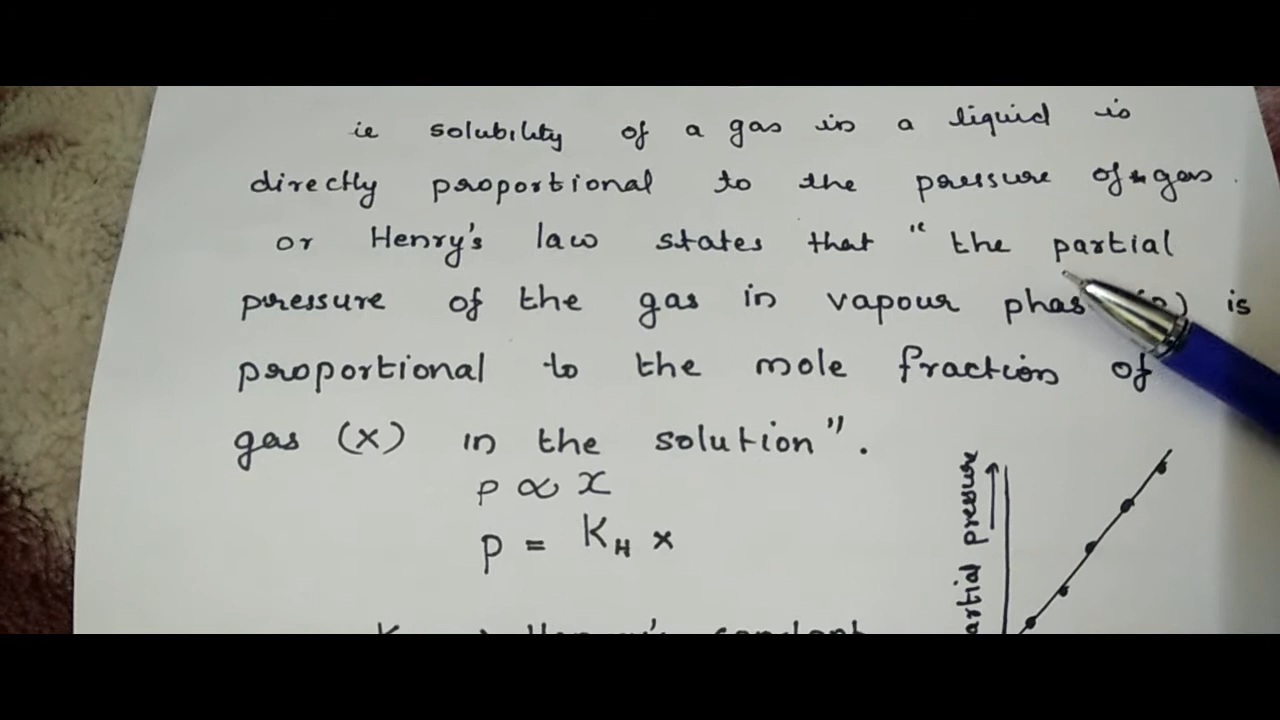 ie solubility of a gas in a liquid is
directly proportional to the pressure of gas.
or Henry's law states that "the partial
pressure of the gas in vapour is
proportional to the mole fraction of
gas (x) in the solution".
p ∝ x
p = K_H x
Partial pressure →